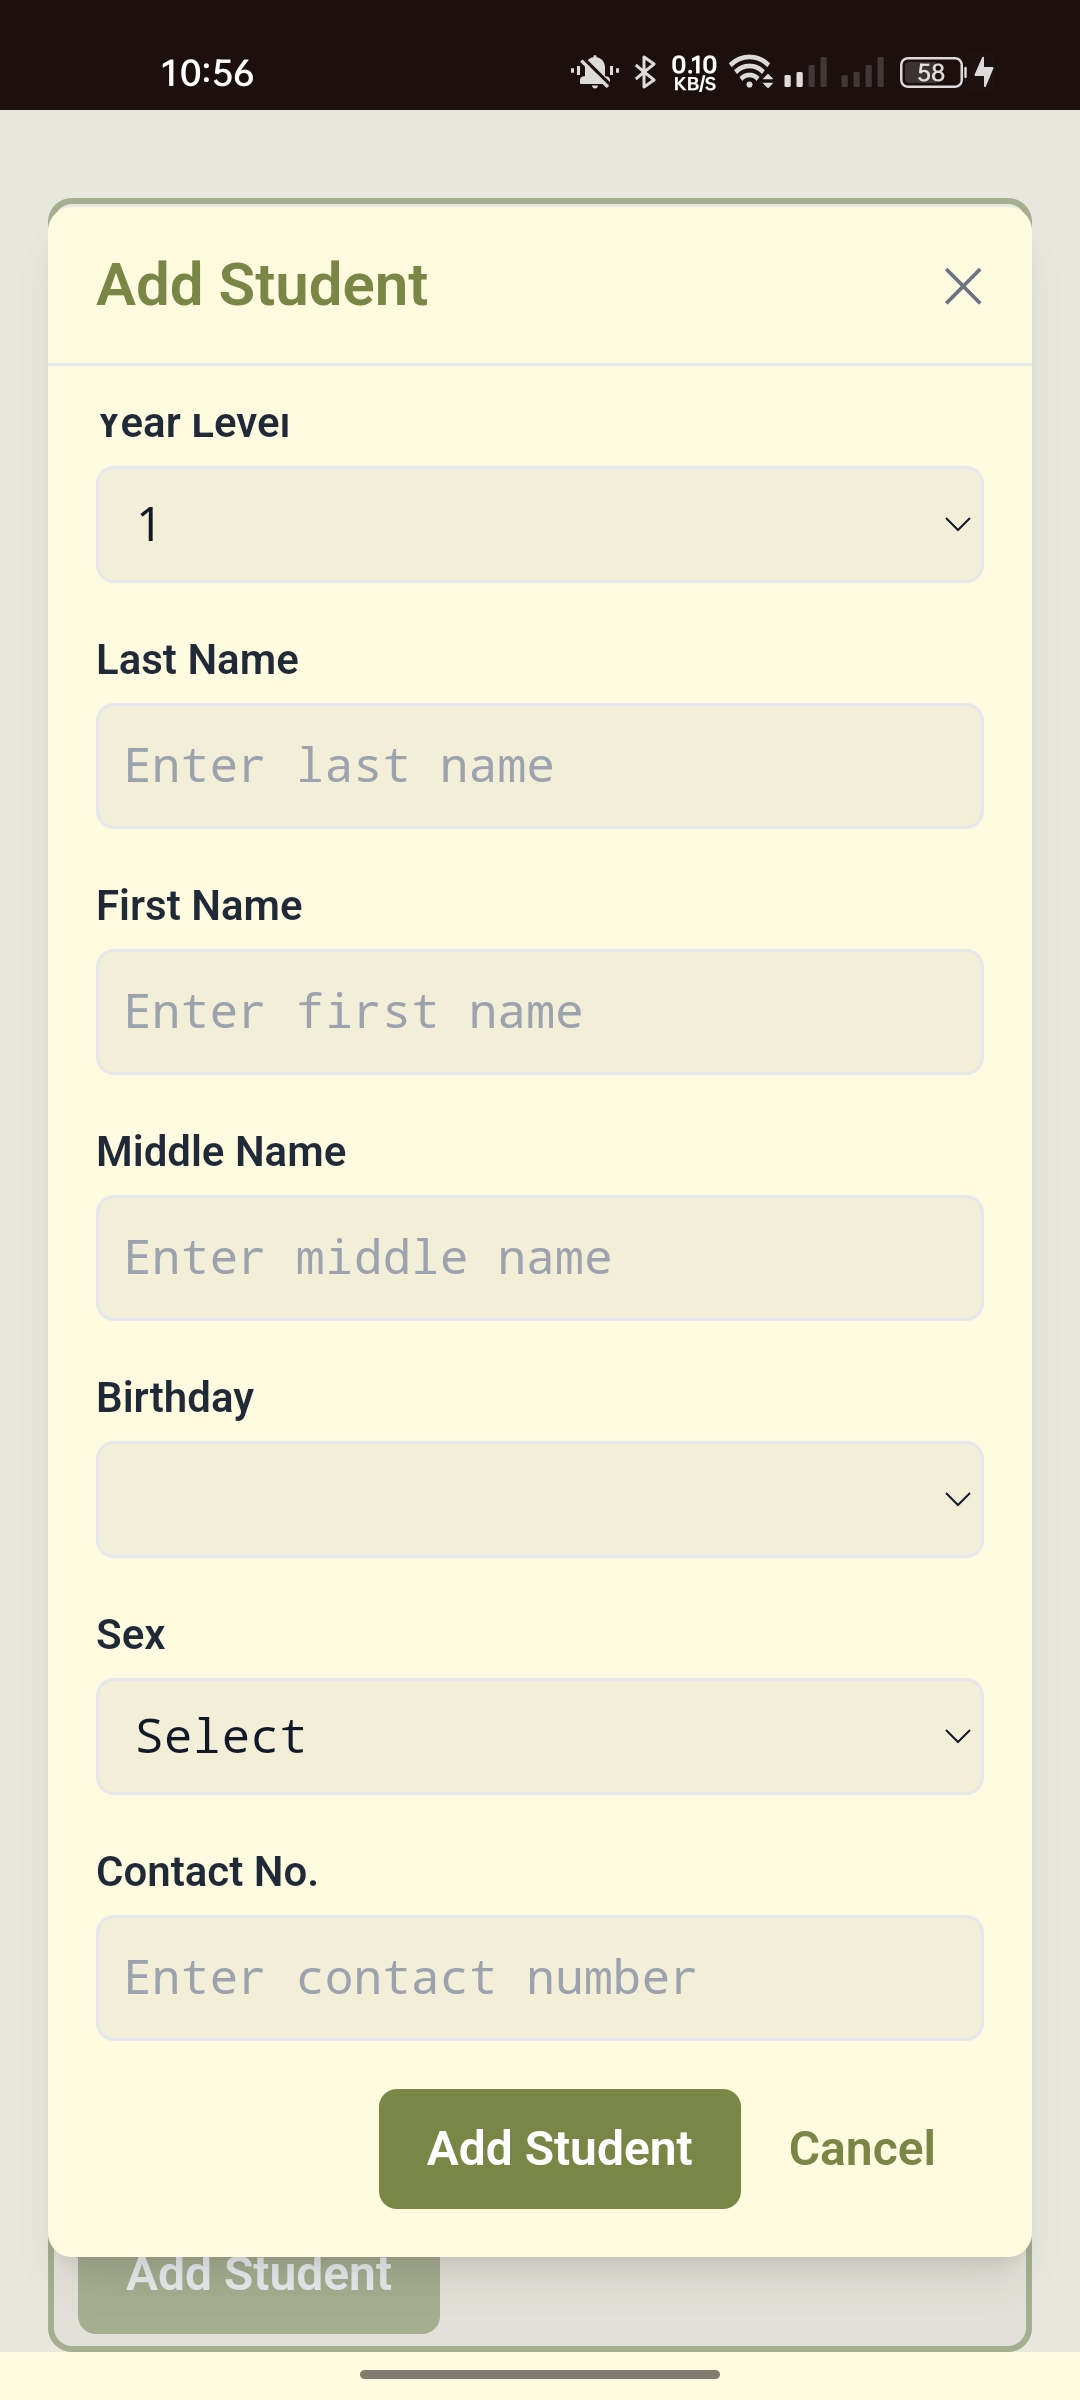 10:56
0.10
KB/S
58
Add Student
Year Level
1
Last Name
Enter last name
First Name
Enter first name
Middle Name
Enter middle name
Birthday
Sex
Select
Contact No.
Enter contact number
Add Student
Cancel
Add Student